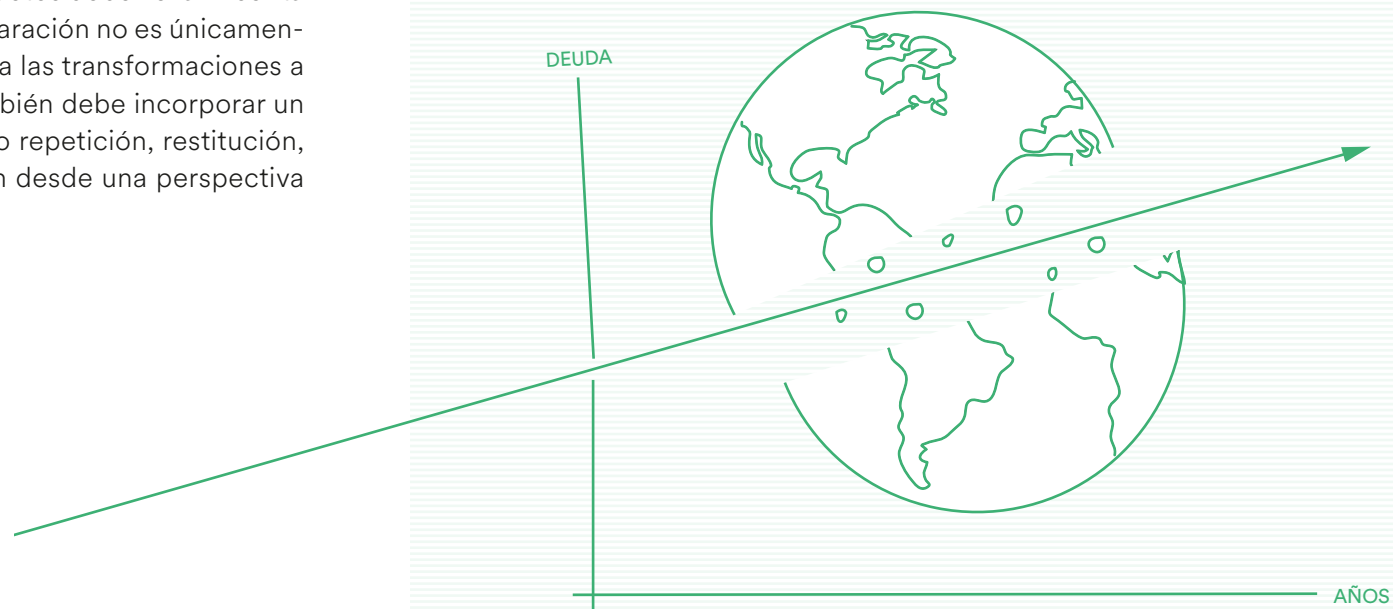 aración no es únicamen-
a las transformaciones a
bién debe incorporar un
o repetición, restitución,
n desde una perspectiva
DEUDA
AÑOS